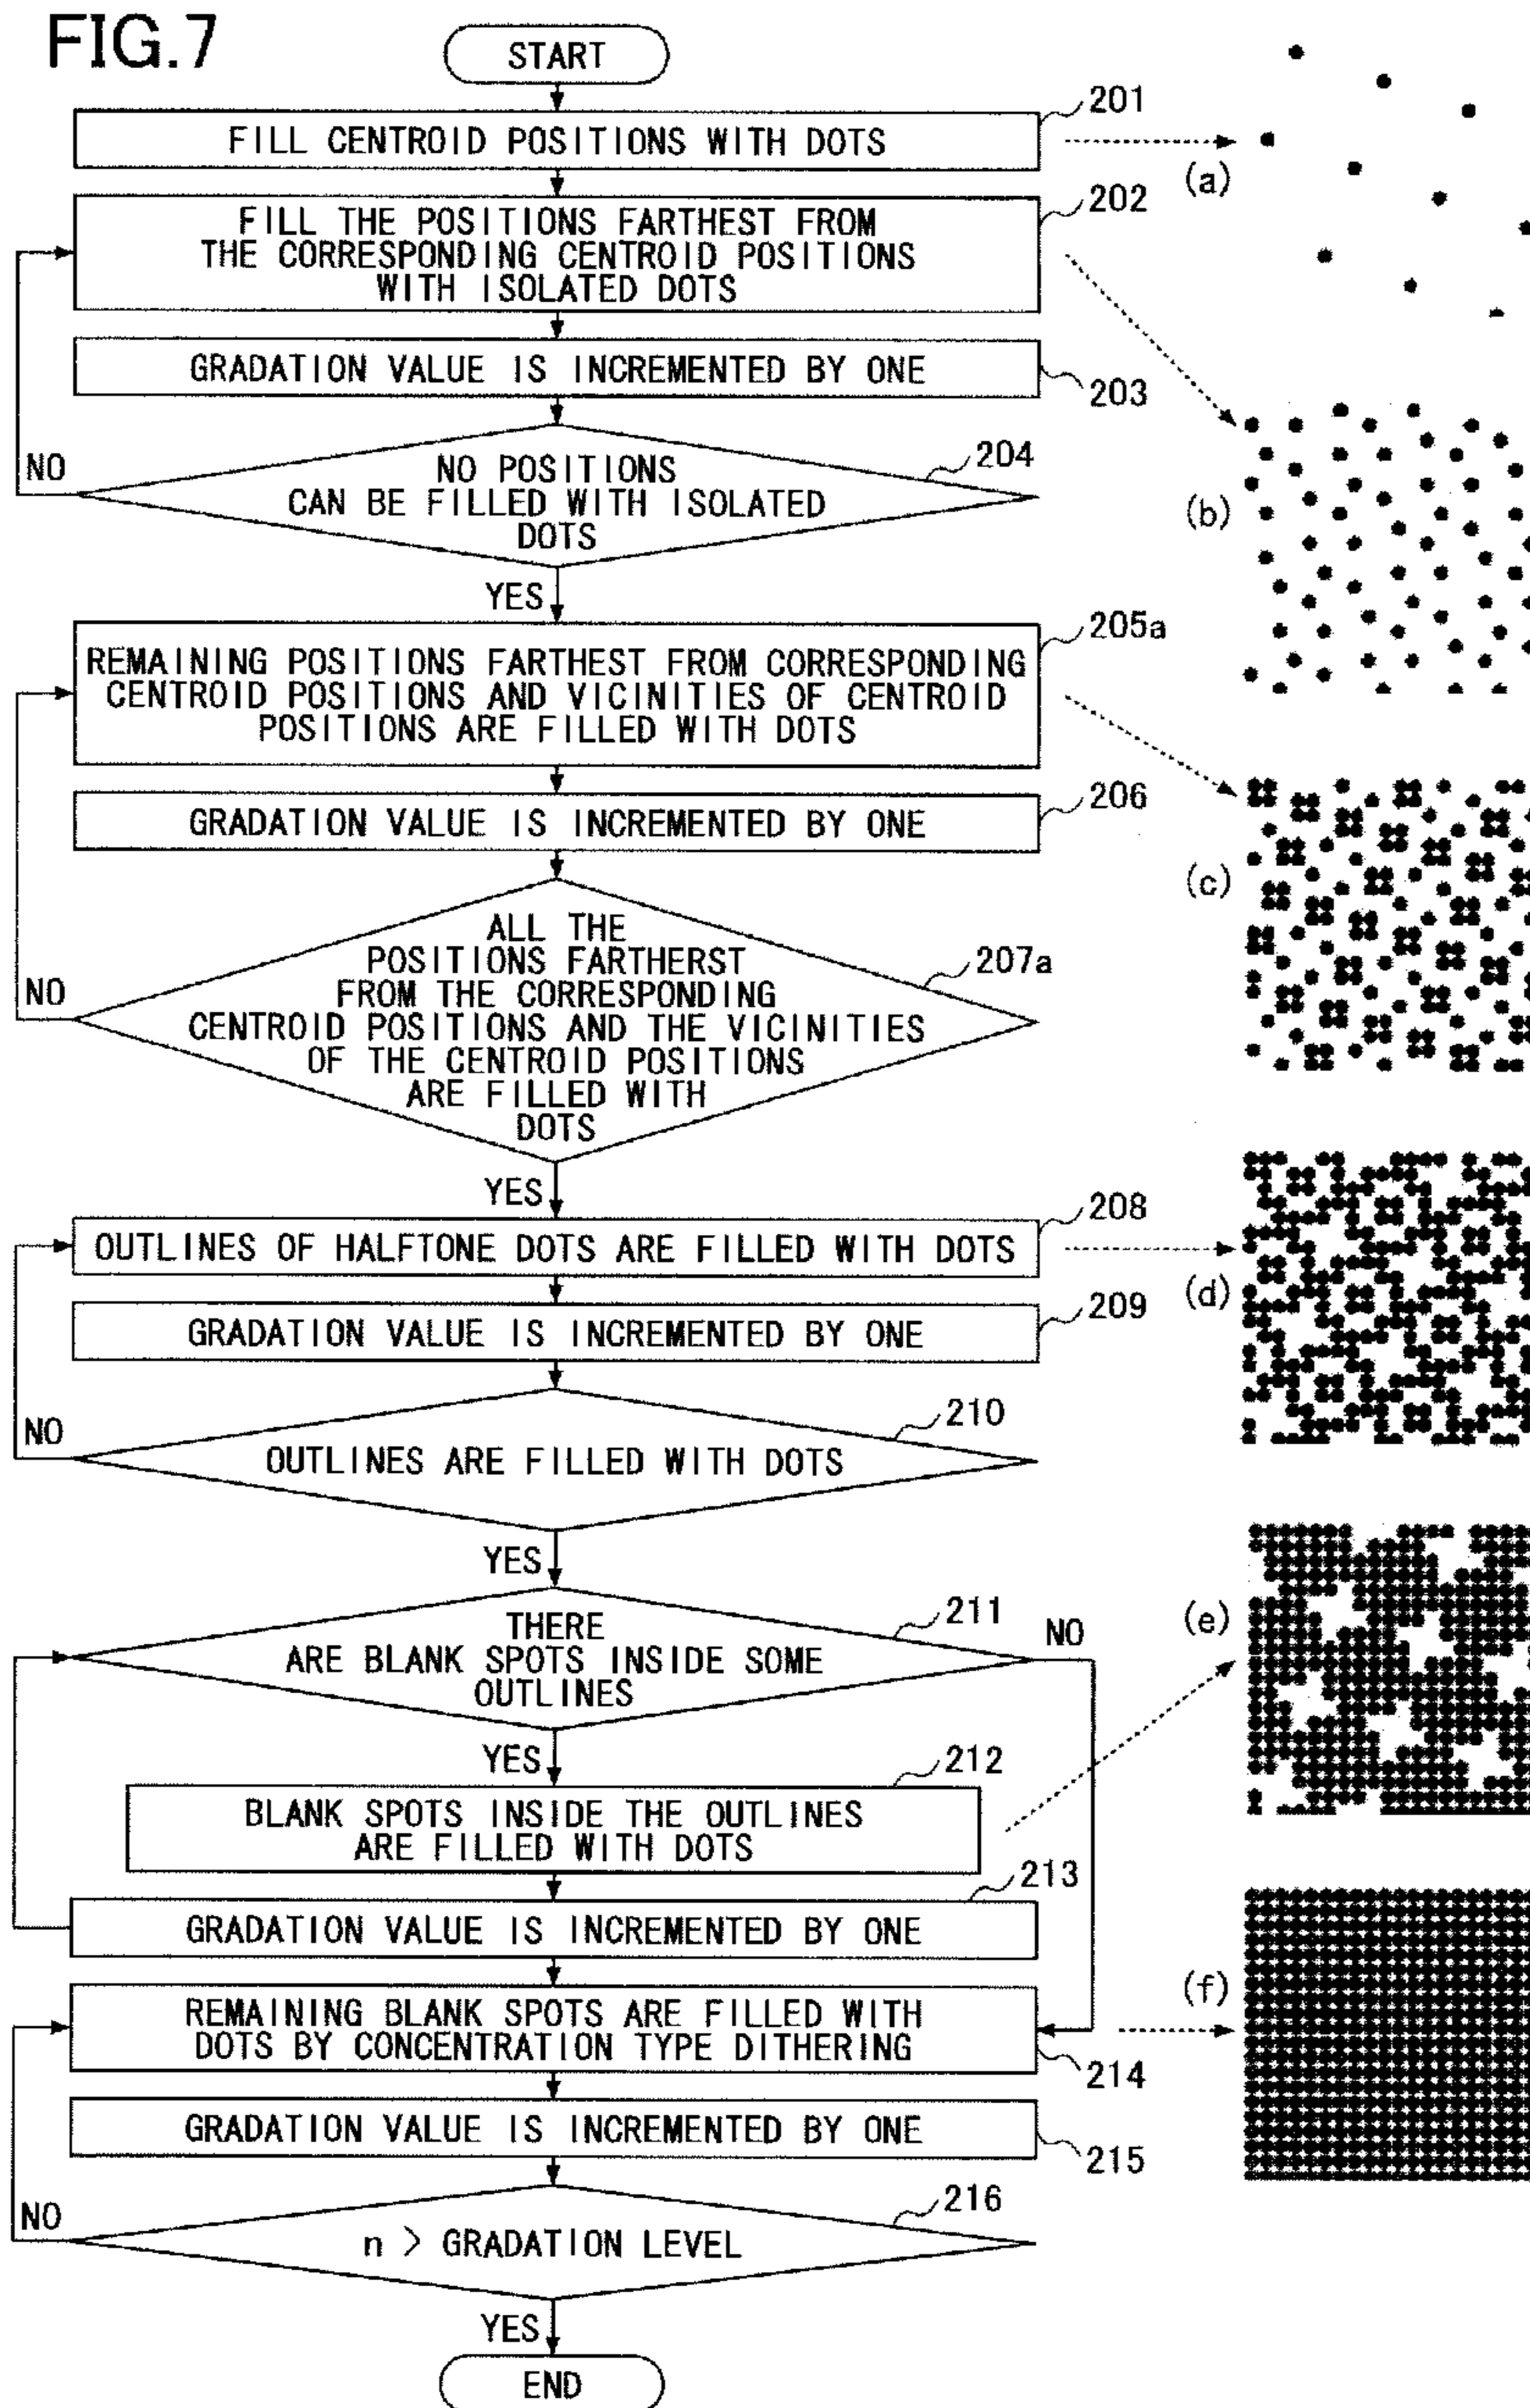 FIG.7
START
201
FILL CENTROID POSITIONS WITH DOTS
(a)
202
FILL THE POSITIONS FARTHEST FROM
THE CORRESPONDING CENTROID POSITIONS
WITH ISOLATED DOTS
GRADATION VALUE IS INCREMENTED BY ONE
203
204
NO
NO POSITIONS
CAN BE FILLED WITH ISOLATED
DOTS
(b)
YES
205a
REMAINING POSITIONS FARTHEST FROM CORRESPONDING
CENTROID POSITIONS AND VICINITIES OF CENTROID
POSITIONS ARE FILLED WITH DOTS
206
GRADATION VALUE IS INCREMENTED BY ONE
(c)
ALL THE
POSITIONS FARTHERST
FROM THE CORRESPONDING
CENTROID POSITIONS AND THE VICINITIES
OF THE CENTROID POSITIONS
ARE FILLED WITH
DOTS
207a
NO
YES
208
OUTLINES OF HALFTONE DOTS ARE FILLED WITH DOTS
(d)
209
GRADATION VALUE IS INCREMENTED BY ONE
210
NO
OUTLINES ARE FILLED WITH DOTS
YES
211
THERE
ARE BLANK SPOTS INSIDE SOME
OUTLINES
NO
(e)
YES
212
BLANK SPOTS INSIDE THE OUTLINES
ARE FILLED WITH DOTS
213
GRADATION VALUE IS INCREMENTED BY ONE
(f)
REMAINING BLANK SPOTS ARE FILLED WITH
DOTS BY CONCENTRATION TYPE DITHERING
214
GRADATION VALUE IS INCREMENTED BY ONE
215
216
NO
n > GRADATION LEVEL
YES
END